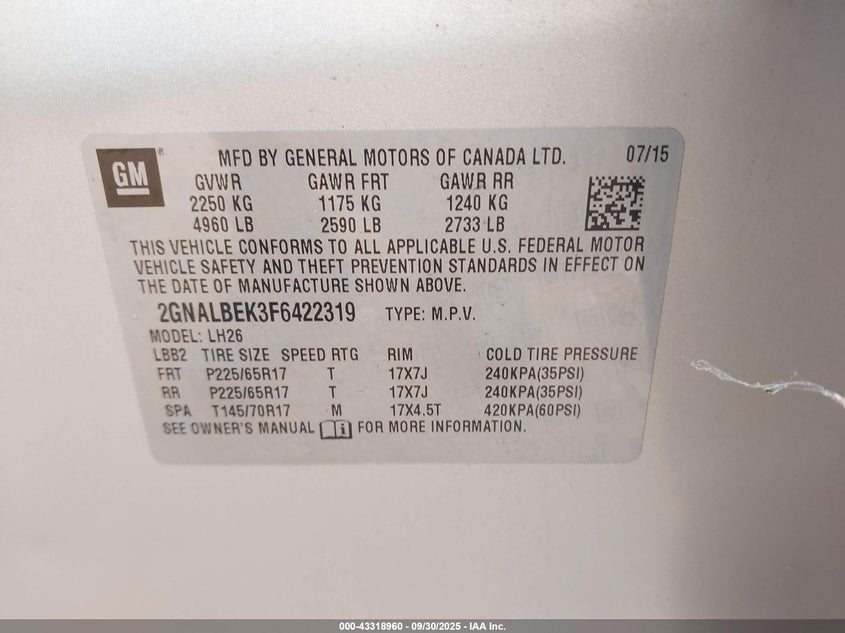 GM
MFD BY GENERAL MOTORS OF CANADA LTD. 07/15
GVWR GAWR FRT GAWR RR
2250 KG 1175 KG 1240 KG
4960 LB 2590 LB 2733 LB
THIS VEHICLE CONFORMS TO ALL APPLICABLE U.S. FEDERAL MOTOR
VEHICLE SAFETY AND THEFT PREVENTION STANDARDS IN EFFECT ON
THE DATE OF MANUFACTURE SHOWN ABOVE.
2GNALBEK3F6422319 TYPE: M.P.V.
MODEL: LH26
LBB2 TIRE SIZE SPEED RTG RIM COLD TIRE PRESSURE
FRT P225/65R17 T 17X7J 240KPA(35PSI)
RR P225/65R17 T 17X7J 240KPA(35PSI)
SPA T145/70R17 M 17X4.5T 420KPA(60PSI)
SEE OWNER'S MANUAL i FOR MORE INFORMATION.
000-43318960 - 09/30/2025 - IAA Inc.